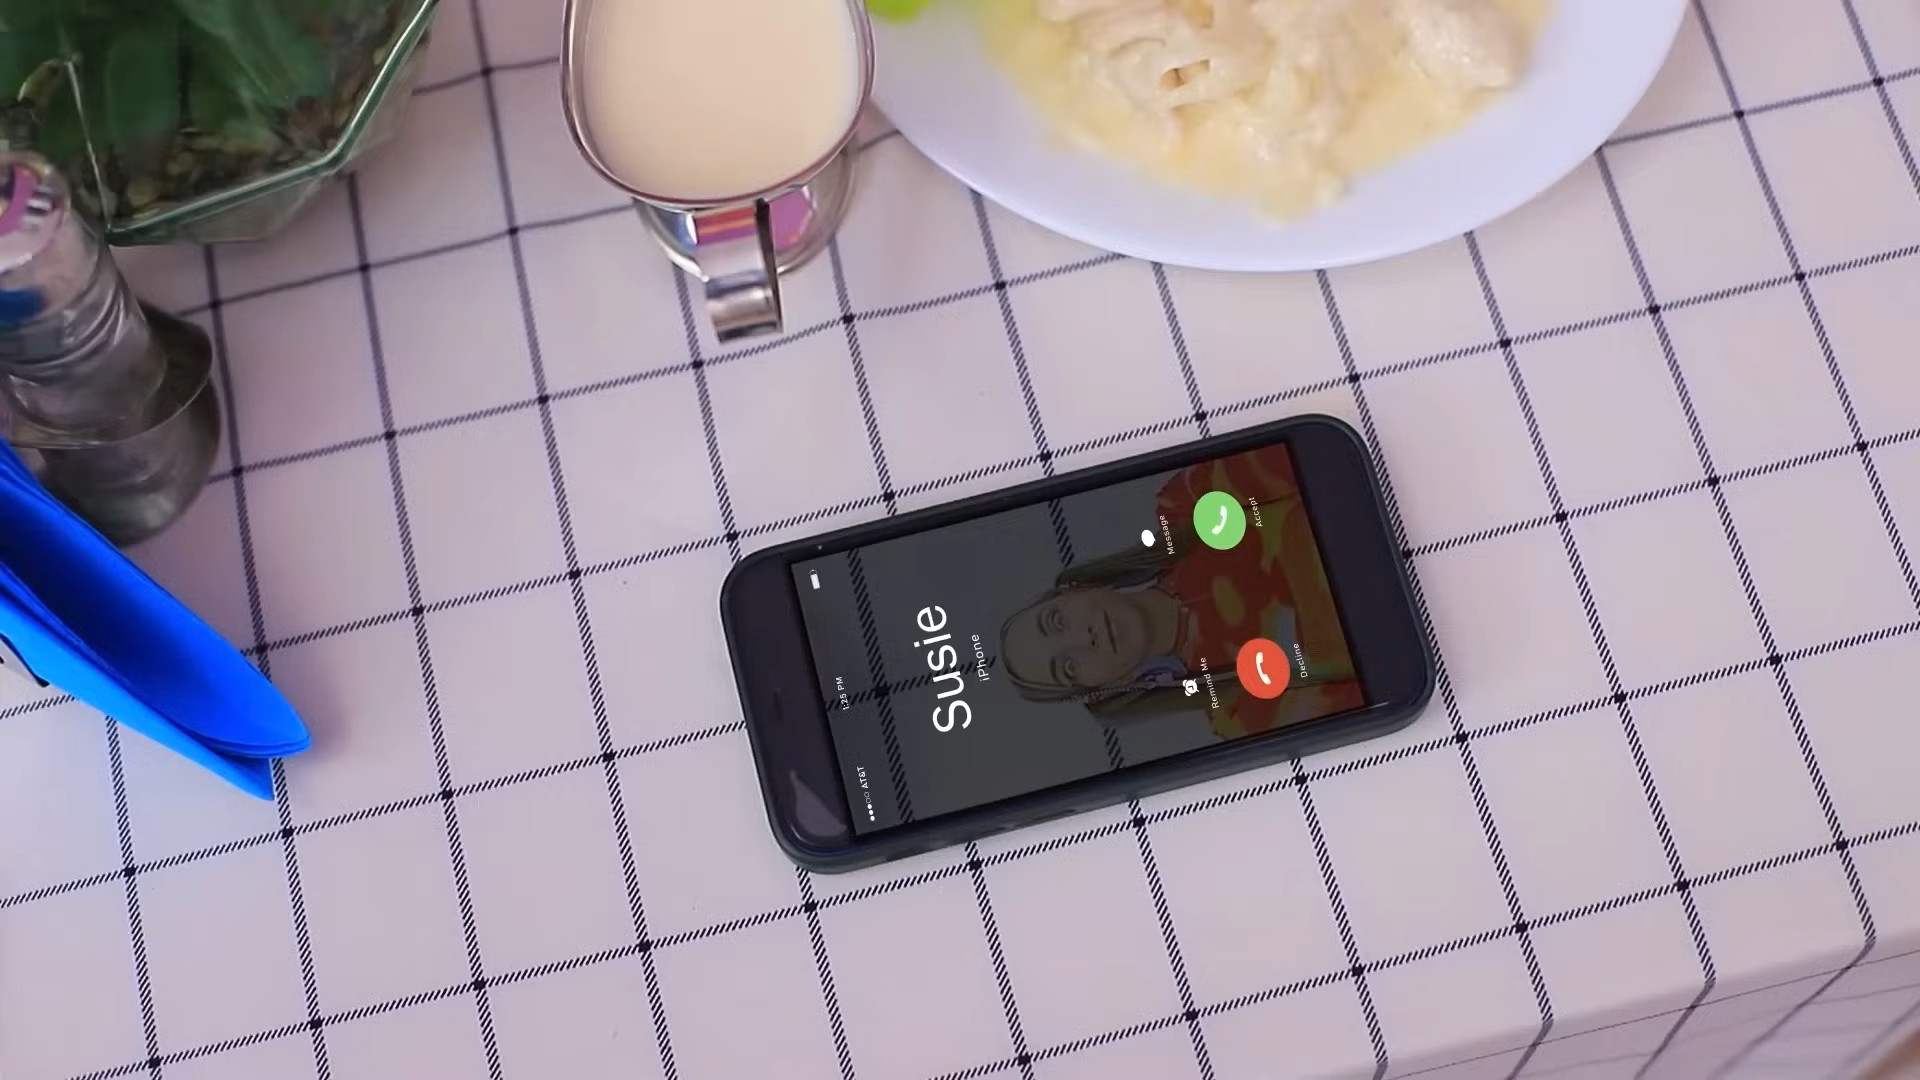 ●●●○○ AT&T 1:25 PM
Susie
iPhone
Remind Me Message
Decline Accept